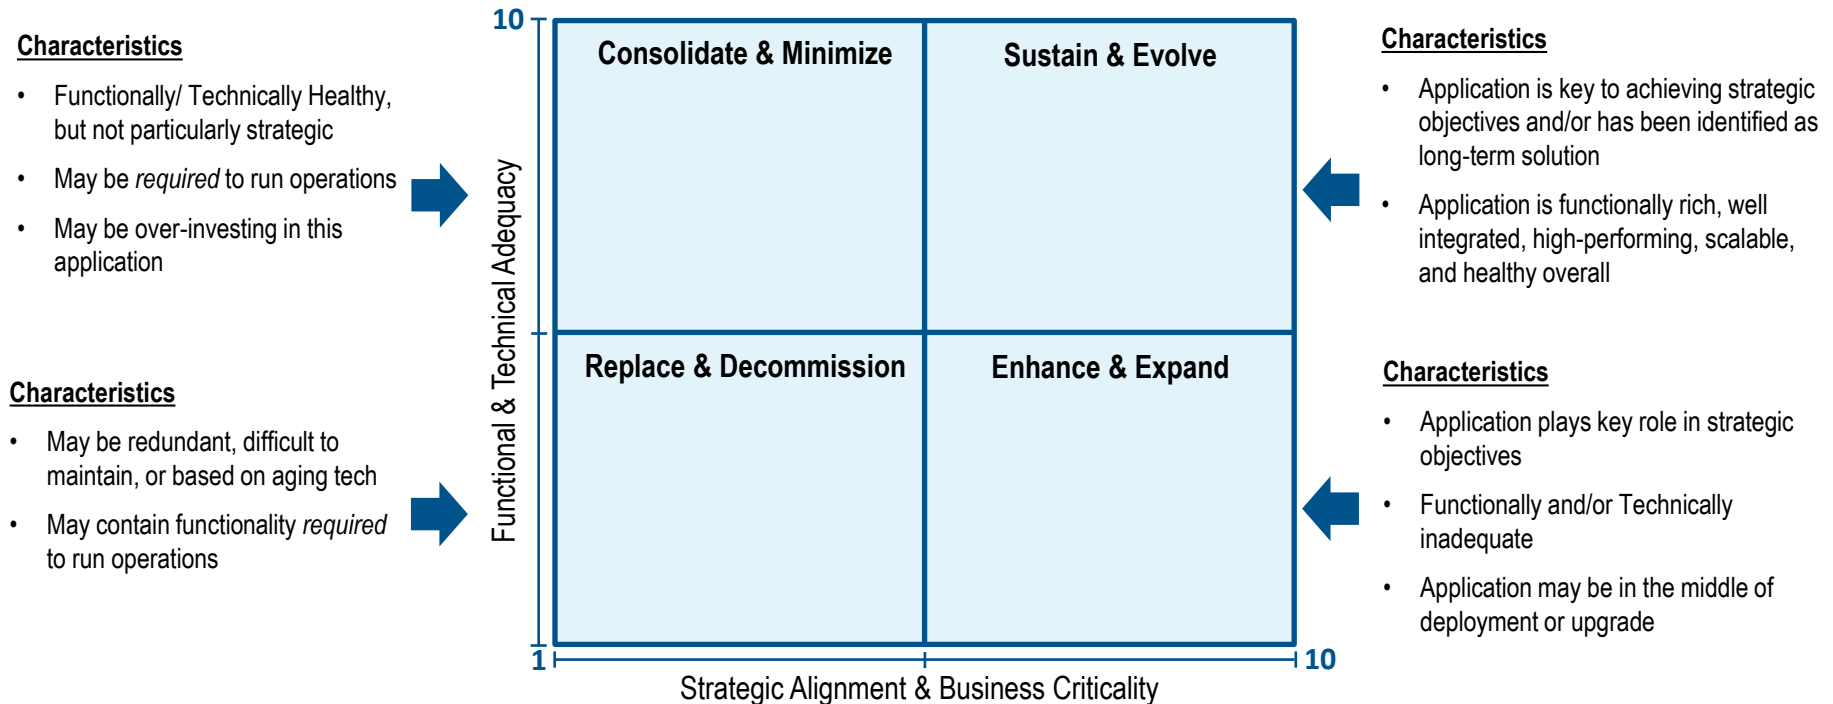 Characteristics
• Functionally/ Technically Healthy,
but not particularly strategic
• May be required to run operations
• May be over-investing in this
application
Characteristics
• May be redundant, difficult to
maintain, or based on aging tech
• May contain functionality required
to run operations
Functional & Technical Adequacy
10
Consolidate & Minimize
Sustain & Evolve
Replace & Decommission
Enhance & Expand
1
10
Strategic Alignment & Business Criticality
Characteristics
• Application is key to achieving strategic
objectives and/or has been identified as
long-term solution
• Application is functionally rich, well
integrated, high-performing, scalable,
and healthy overall
Characteristics
• Application plays key role in strategic
objectives
• Functionally and/or Technically
inadequate
• Application may be in the middle of
deployment or upgrade